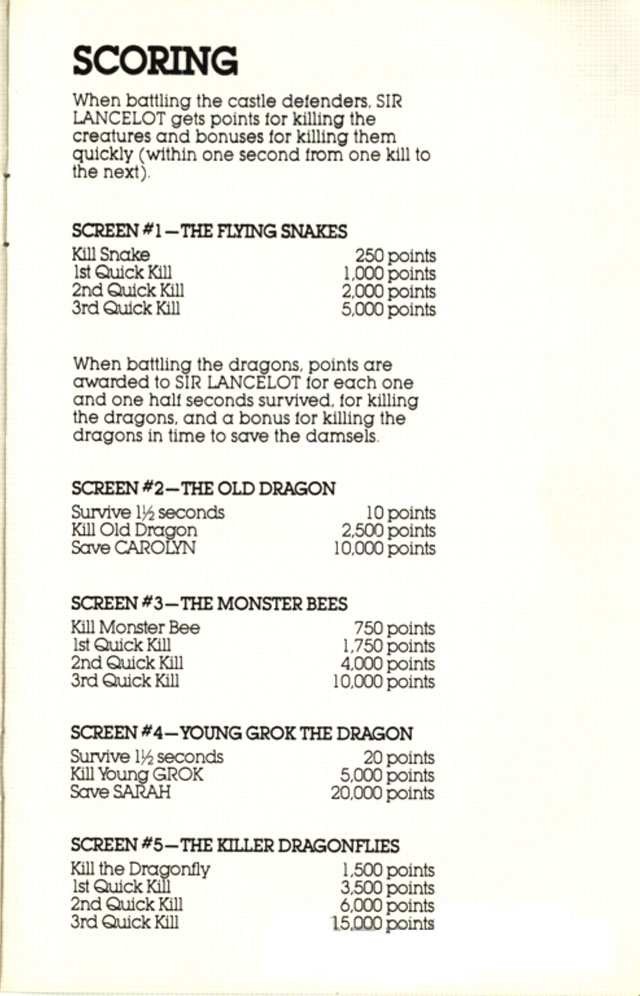 SCORING
When battling the castle defenders, SIR
LANCELOT gets points for killing the
creatures and bonuses for killing them
quickly (within one second from one kill to
the next).
SCREEN #1—THE FLYING SNAKES
Kill Snake 250 points
1st Quick Kill 1,000 points
2nd Quick Kill 2,000 points
3rd Quick Kill 5,000 points
When battling the dragons, points are
awarded to SIR LANCELOT for each one
and one half seconds survived, for killing
the dragons, and a bonus for killing the
dragons in time to save the damsels.
SCREEN #2—THE OLD DRAGON
Survive 1½ seconds 10 points
Kill Old Dragon 2,500 points
Save CAROLYN 10,000 points
SCREEN #3—THE MONSTER BEES
Kill Monster Bee 750 points
1st Quick Kill 1,750 points
2nd Quick Kill 4,000 points
3rd Quick Kill 10,000 points
SCREEN #4—YOUNG GROK THE DRAGON
Survive 1½ seconds 20 points
Kill Young GROK 5,000 points
Save SARAH 20,000 points
SCREEN #5—THE KILLER DRAGONFLIES
Kill the Dragonfly 1,500 points
1st Quick Kill 3,500 points
2nd Quick Kill 6,000 points
3rd Quick Kill 15,000 points